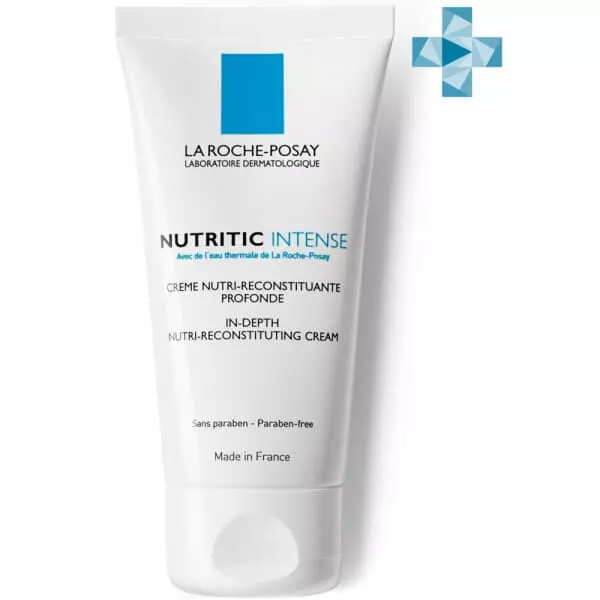 LA ROCHE-POSAY
LABORATOIRE DERMATOLOGIQUE
NUTRITIC INTENSE
Avec de l'eau thermale de La Roche-Posay
CREME NUTRI-RECONSTITUANTE
PROFONDE
IN-DEPTH
NUTRI-RECONSTITUTING CREAM
Sans paraben - Paraben-free
Made in France